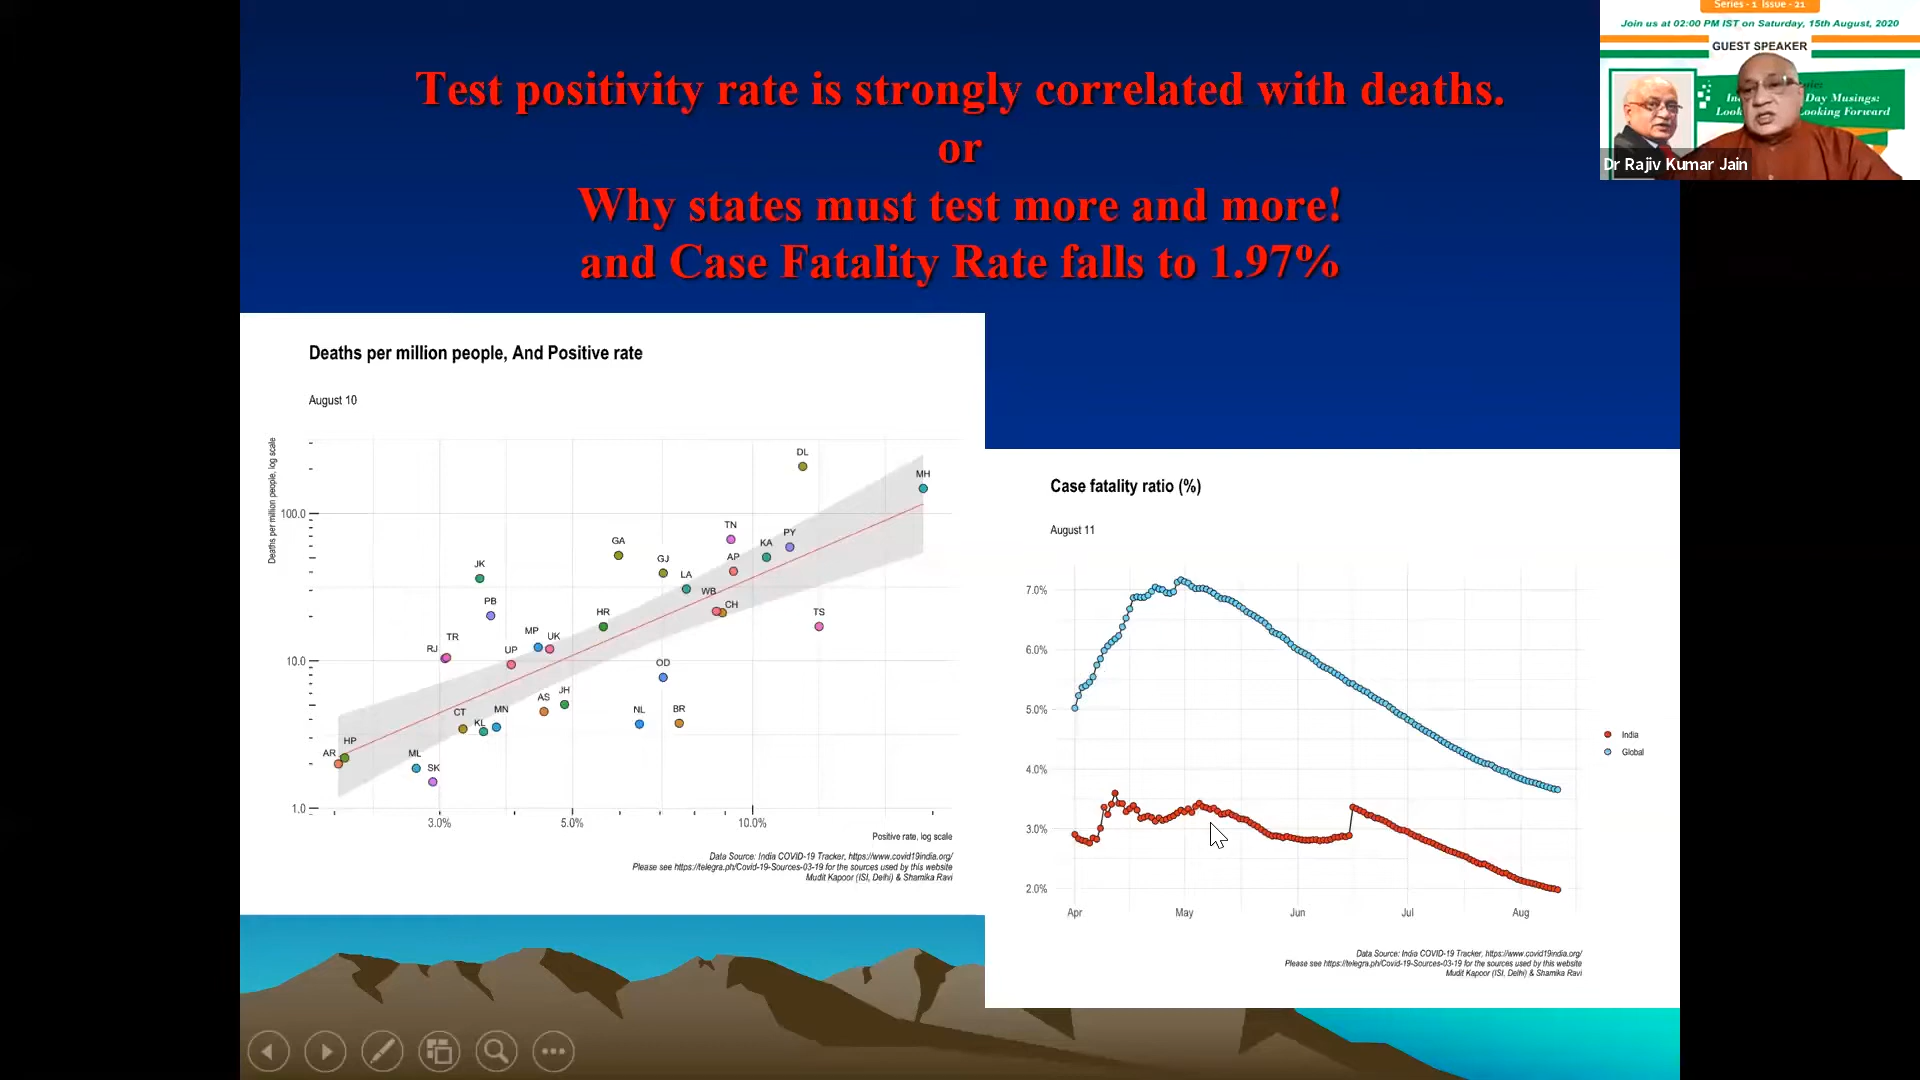 Test positivity rate is strongly correlated with deaths.
or
Why states must test more and more!
and Case Fatality Rate falls to 1.97%
Series - 1 Issue - 21
Join us at 02:00 PM IST on Saturday, 15th August, 2020
GUEST SPEAKER
Day Musings:
Looking Forward
Dr Rajiv Kumar Jain
Deaths per million people, And Positive rate
August 10
Deaths per million people, log scale
100.0
10.0
1.0
DL
MH
TN
PY
KA
GA
GJ
AP
JK
LA
WB
CH
PB
HR
TS
TR
RJ
MP
UK
UP
OD
AS
JH
CT
KL
MN
NL
BR
AR
HP
ML
SK
3.0%
5.0%
10.0%
Positive rate, log scale
Data Source: India COVID-19 Tracker, https://www.covid19india.org/
Please see https://telegra.ph/Covid-19-Sources-03-19 for the sources used by this website
Mudit Kapoor (ISI, Delhi) & Shamika Ravi
Case fatality ratio (%)
August 11
7.0%
6.0%
5.0%
4.0%
3.0%
2.0%
Apr
May
Jun
Jul
Aug
India
Global
Data Source: India COVID-19 Tracker, https://www.covid19india.org/
Please see https://telegra.ph/Covid-19-Sources-03-19 for the sources used by this website
Mudit Kapoor (ISI, Delhi) & Shamika Ravi